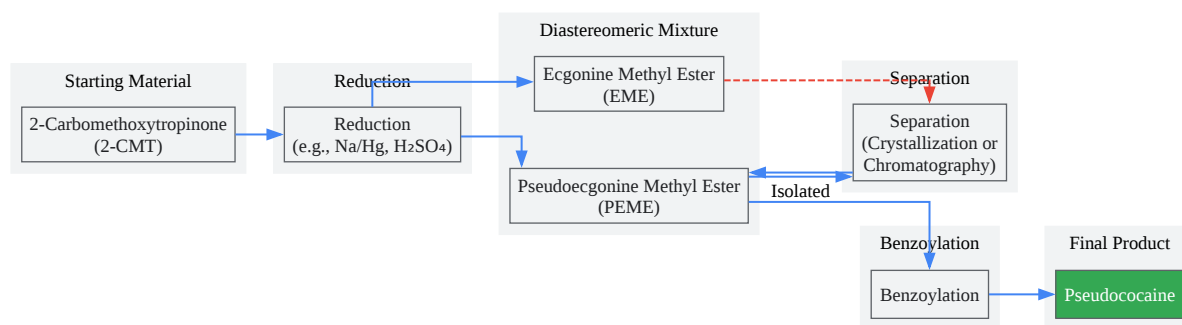 Diastereomeric Mixture
Starting Material
Reduction
Ecgonine Methyl Ester
(EME)
Separation
2-Carbomethoxytropinone
(2-CMT)
Reduction
(e.g., Na/Hg, H₂SO₄)
Separation
(Crystallization or
Chromatography)
Pseudoecgonine Methyl Ester
(PEME)
Isolated
Benzoylation
Final Product
Benzoylation
Pseudococaine